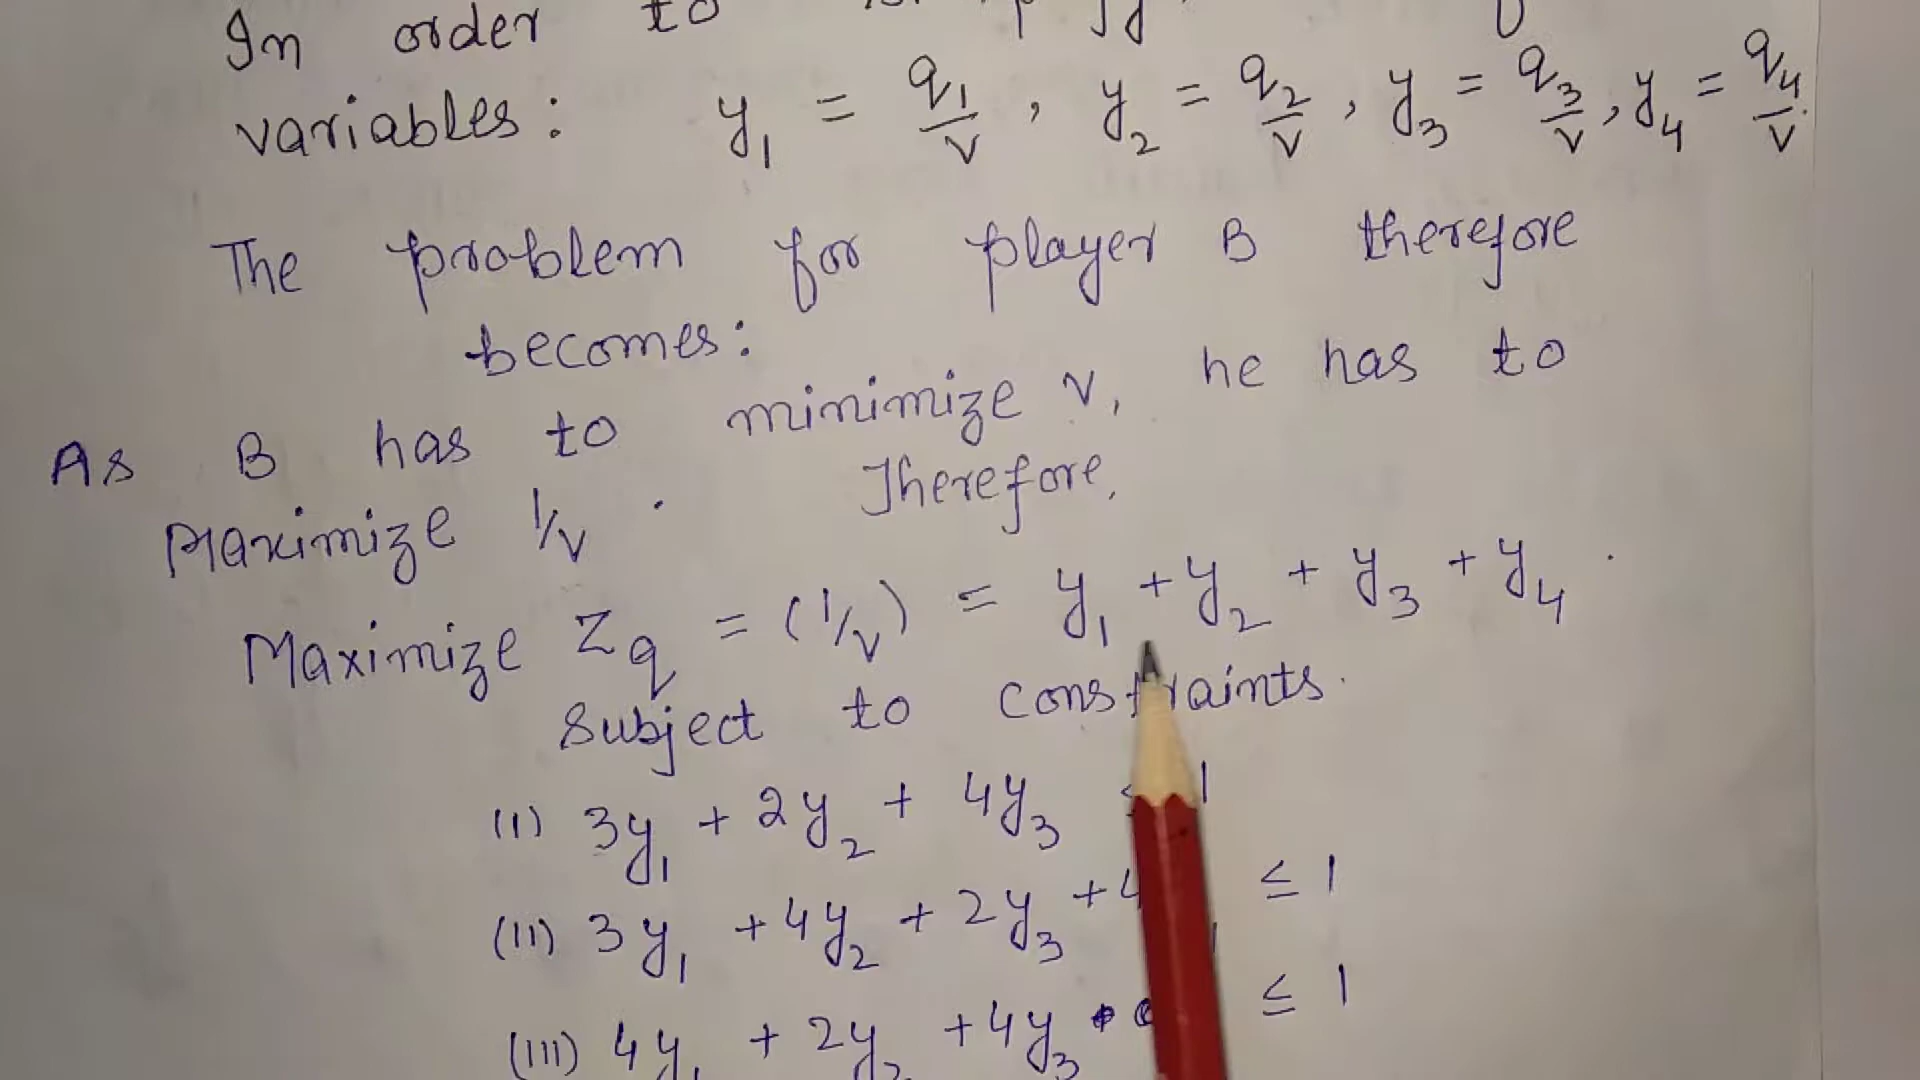 In order to
variables: y₁ = q₁/v, y₂ = q₂/v, y₃ = q₃/v, y₄ = q₄/v.
The problem for player B therefore
becomes:
As B has to minimize v, he has to
Maximize 1/v. Therefore,
Maximize Z_q = (1/v) = y₁ + y₂ + y₃ + y₄.
Subject to constraints.
(I) 3y₁ + 2y₂ + 4y₃ ≤ 1
(II) 3y₁ + 4y₂ + 2y₃ + 4 ≤ 1
(III) 4y₁ + 2y₂ + 4y₃ ≤ 1